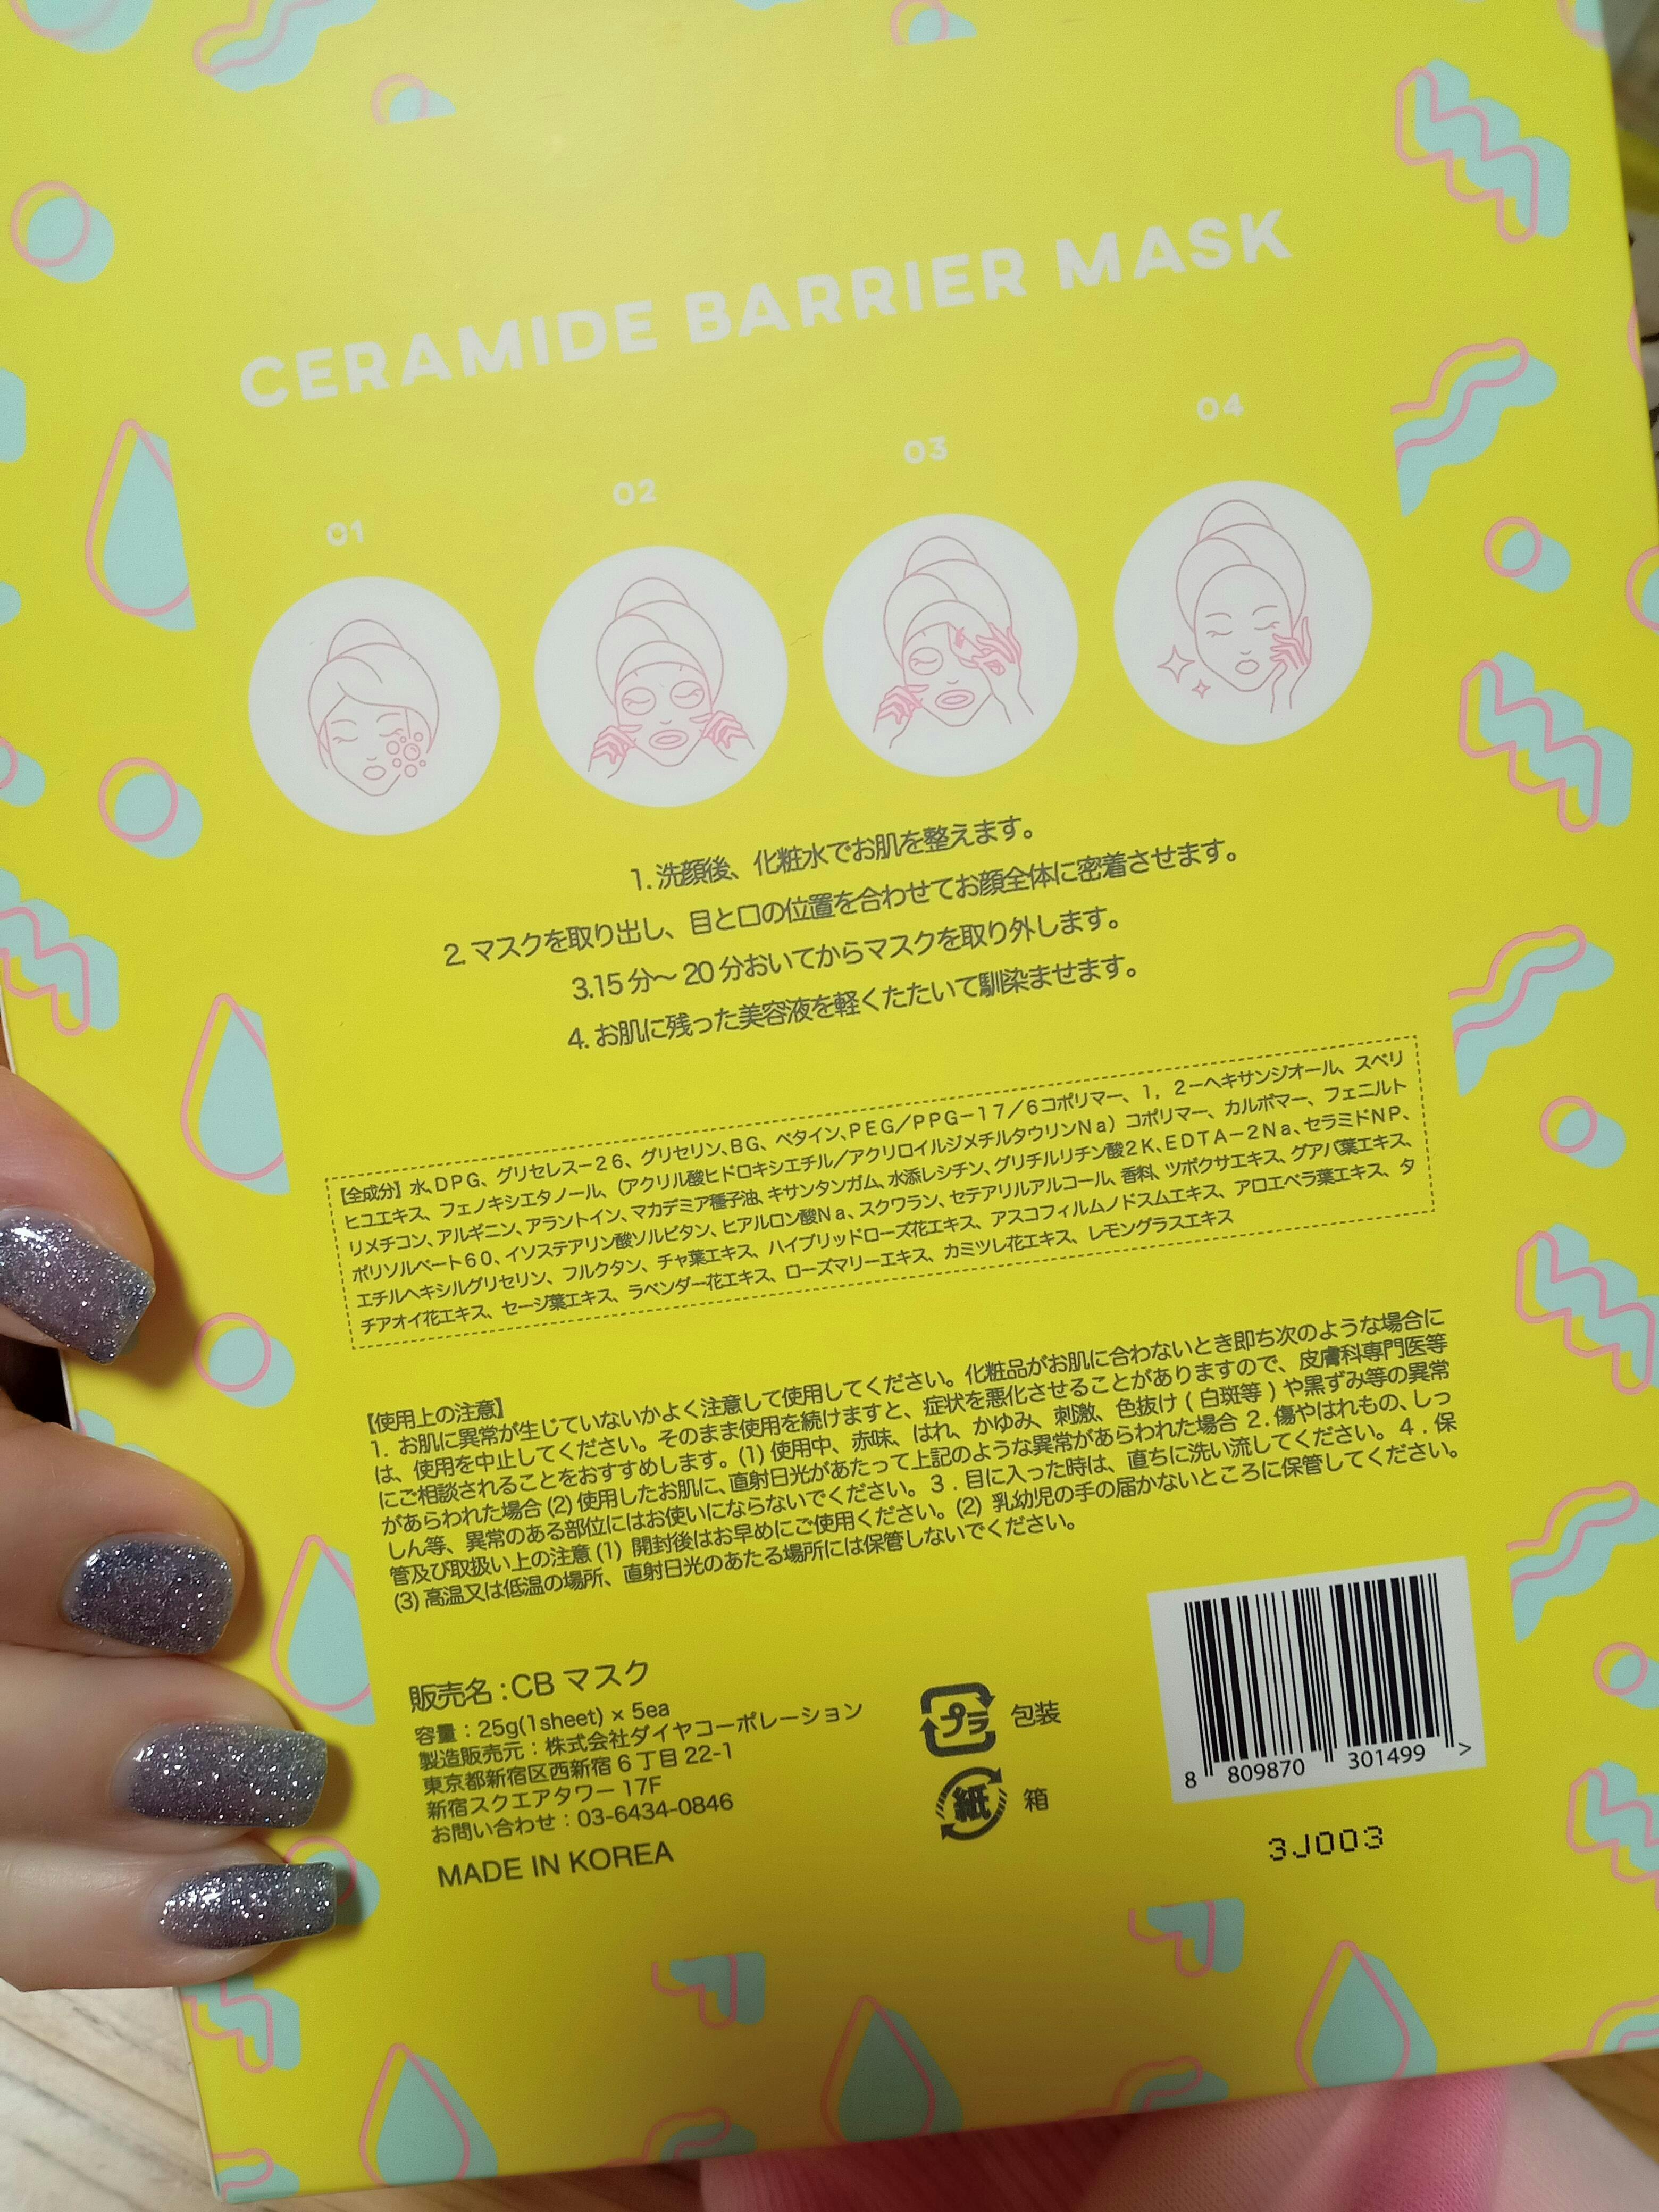 CERAMIDE BARRIER MASK
01
02
03
04
1. 洗顔後、化粧水でお肌を整えます。
2. マスクを取り出し、目と口の位置を合わせてお顔全体に密着させます。
3.15 分〜 20 分おいてからマスクを取り外します。
4. お肌に残った美容液を軽くたたいて馴染ませます。
【全成分】水、DPG、グリセレス－26、グリセリン、BG、ベタイン、PEG／PPG－17／6コポリマー、1，2－ヘキサンジオール、スベリ
ヒユエキス、フェノキシエタノール、（アクリル酸ヒドロキシエチル／アクリロイルジメチルタウリンNa）コポリマー、カルボマー、フェニルト
リメチコン、アルギニン、アラントイン、マカデミア種子油、キサンタンガム、水添レシチン、グリチルリチン酸2K、EDTA－2Na、セラミドNP、
ポリソルベート60、イソステアリン酸ソルビタン、ヒアルロン酸Na、スクワラン、セテアリルアルコール、香料、ツボクサエキス、グアバ葉エキス、
エチルヘキシルグリセリン、フルクタン、チャ葉エキス、ハイブリッドローズ花エキス、アスコフィルムノドスムエキス、アロエベラ葉エキス、タ
チアオイ花エキス、セージ葉エキス、ラベンダー花エキス、ローズマリーエキス、カミツレ花エキス、レモングラスエキス
【使用上の注意】
1. お肌に異常が生じていないかよく注意して使用してください。化粧品がお肌に合わないとき即ち次のような場合に
は、使用を中止してください。そのまま使用を続けますと、症状を悪化させることがありますので、皮膚科専門医等
にご相談されることをおすすめします。(1) 使用中、赤味、はれ、かゆみ、刺激、色抜け ( 白斑等 ) や黒ずみ等の異常
があらわれた場合 (2) 使用したお肌に、直射日光があたって上記のような異常があらわれた場合 2. 傷やはれもの、しっ
しん等、異常のある部位にはお使いにならないでください。3 . 目に入った時は、直ちに洗い流してください。4 . 保
管及び取扱い上の注意 (1) 開封後はお早めにご使用ください。(2) 乳幼児の手の届かないところに保管してください。
(3) 高温又は低温の場所、直射日光のあたる場所には保管しないでください。
販売名 : CB マスク
容量 : 25g(1sheet) × 5ea
製造販売元 : 株式会社ダイヤコーポレーション
東京都新宿区西新宿 6 丁目 22-1
新宿スクエアタワー 17F
お問い合わせ : 03-6434-0846
MADE IN KOREA
プラ 包装
紙 箱
8 809870 301499 >
3J003